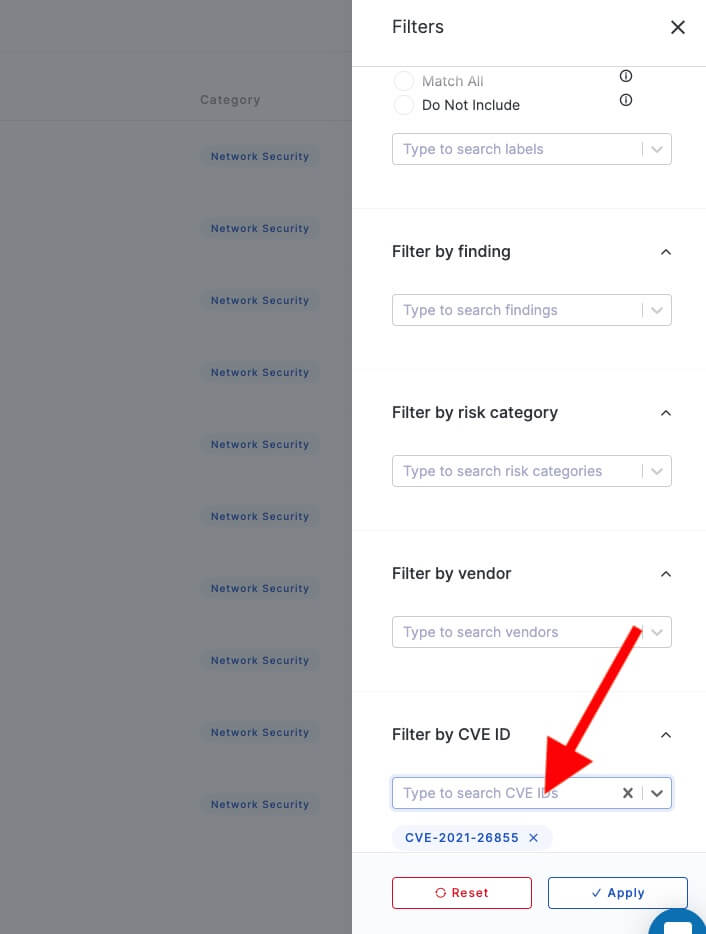 Filters
Category
Match All
Do Not Include
Type to search labels
Network Security
Network Security
Filter by finding
Network Security
Type to search findings
Network Security
Filter by risk category
Network Security
Type to search risk categories
Network Security
Filter by vendor
Network Security
Type to search vendors
Network Security
Filter by CVE ID
Network Security
Type to search CVE IDs
Network Security
CVE-2021-26855
Reset
Apply